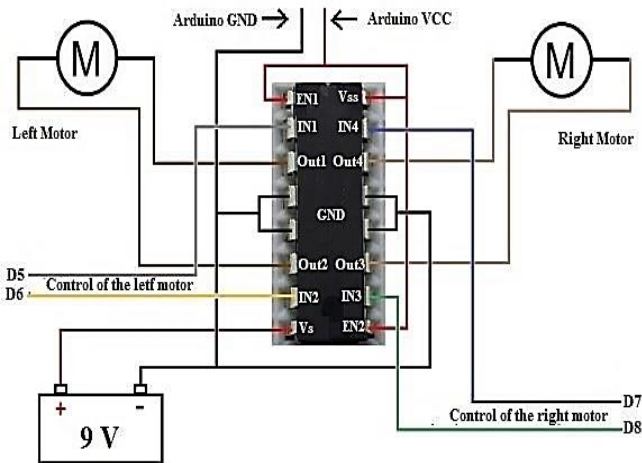 Arduino GND
Arduino VCC
M
M
Left Motor
Right Motor
EN1 Vss
IN1 IN4
Out1 Out4
GND
Out2 Out3
IN2 IN3
Vs EN2
D5
Control of the letf motor
D6
+ -
9 V
D7
Control of the right motor
D8